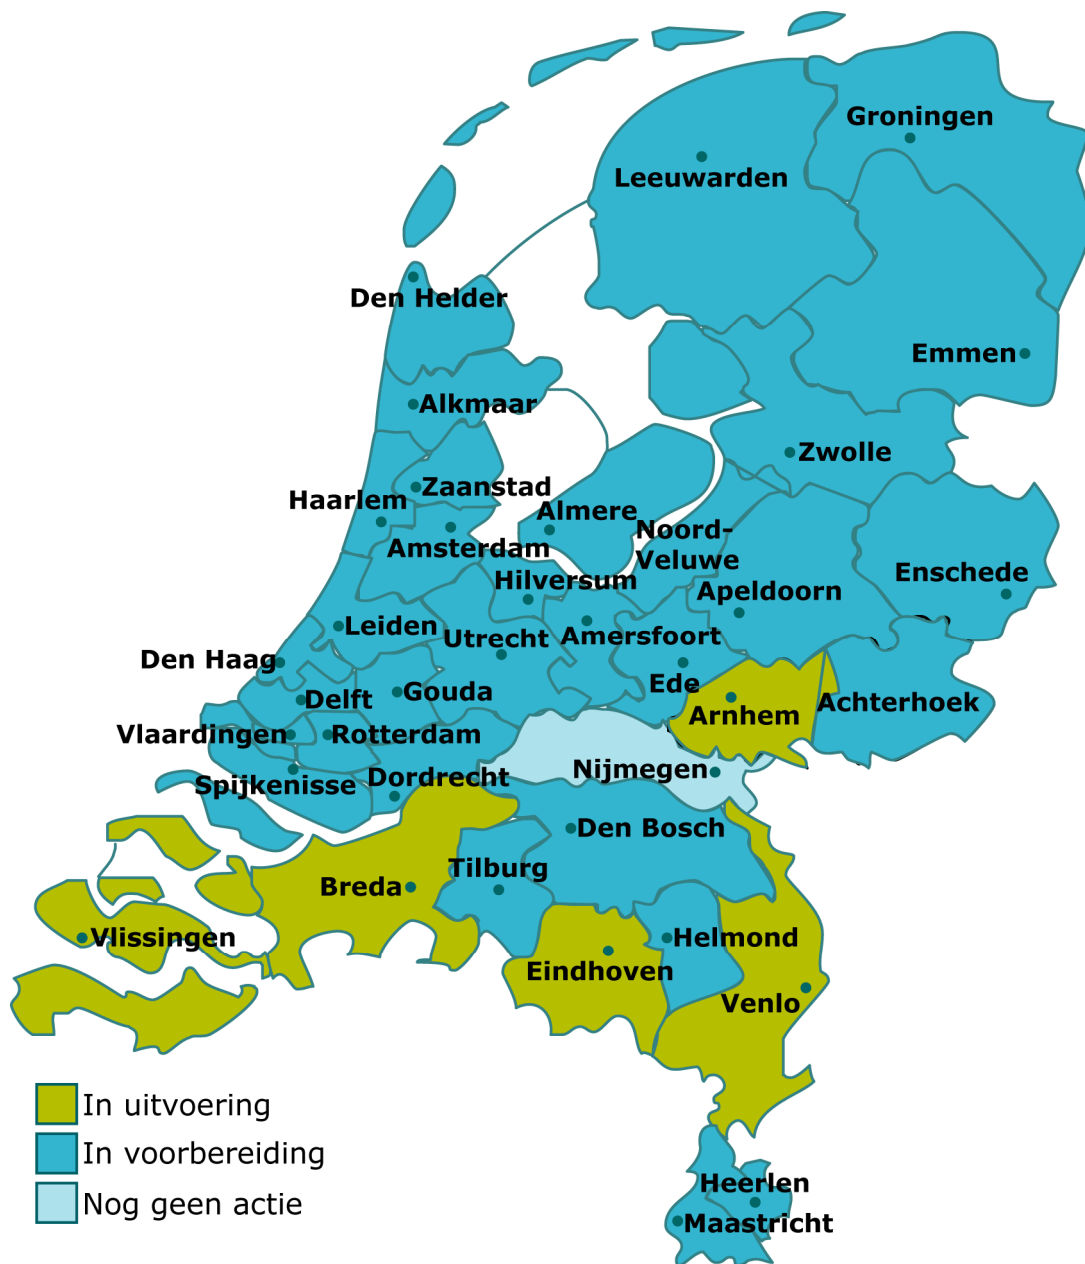 Groningen
Leeuwarden
Den Helder
Emmen
Alkmaar
Zwolle
Zaanstad
Haarlem
Almere
Noord-
Veluwe
Amsterdam
Hilversum
Enschede
Apeldoorn
Leiden
Utrecht
Amersfoort
Den Haag
Ede
Gouda
Delft
Achterhoek
Arnhem
Vlaardingen
Rotterdam
Nijmegen
Dordrecht
Spijkenisse
Den Bosch
Tilburg
Breda
Vlissingen
Helmond
Eindhoven
Venlo
In uitvoering
In voorbereiding
Nog geen actie
Heerlen
Maastricht